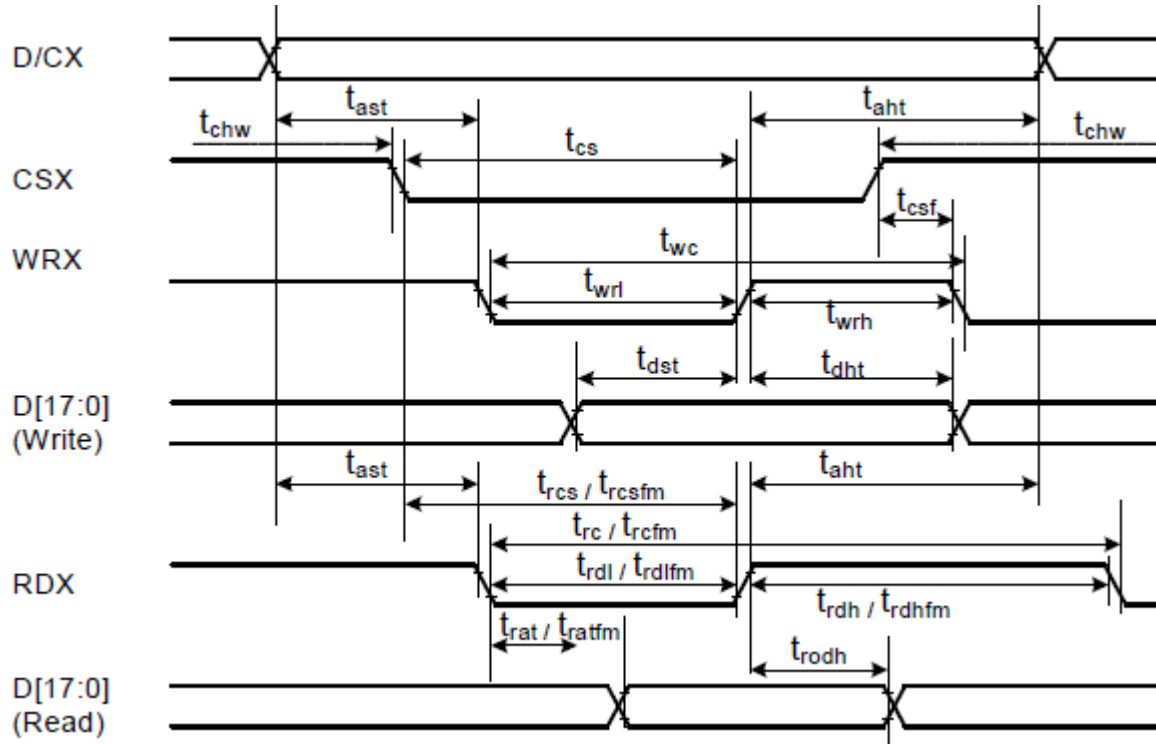 D/CX
t_ast t_aht
t_chw t_chw
t_cs
CSX
t_csf
WRX
t_wc
t_wrl
t_wrh
t_dst t_dht
D[17:0]
(Write)
t_ast t_aht
t_rcs / t_rcsfm
t_rc / t_rcfm
RDX
t_rdl / t_rdlfm
t_rdh / t_rdhfm
t_rat / t_ratfm
t_rodh
D[17:0]
(Read)